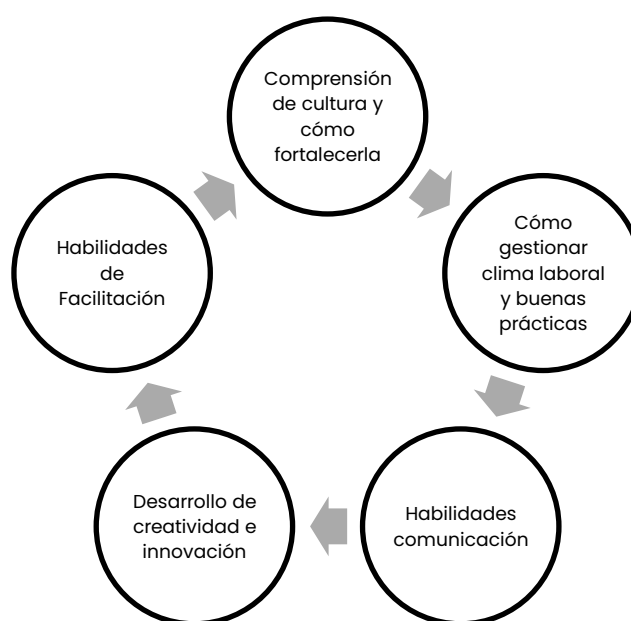 Comprensión
de cultura y
cómo
fortalecerla
Cómo
gestionar
clima laboral
y buenas
prácticas
Habilidades
comunicación
Desarrollo de
creatividad e
innovación
Habilidades
de
Facilitación